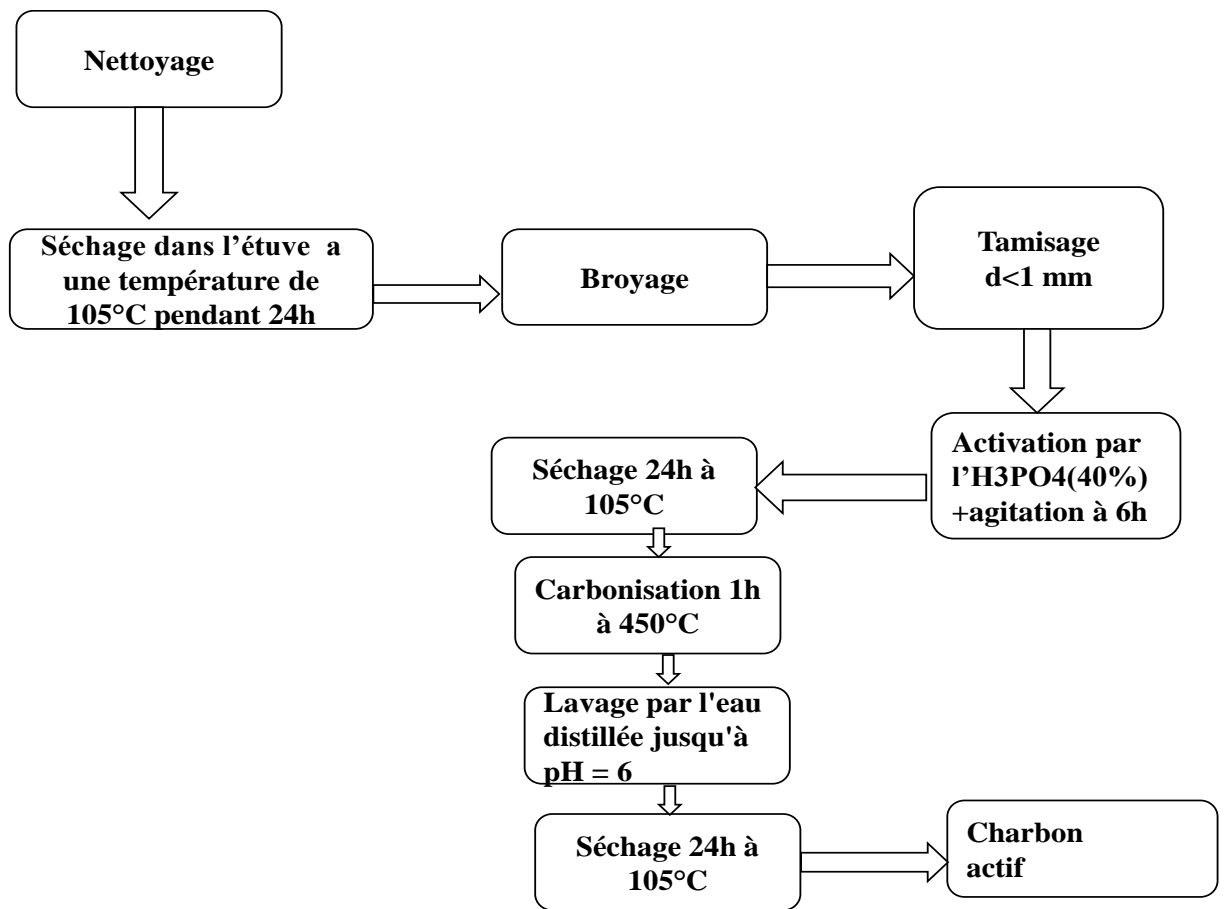 Nettoyage
Séchage dans l'étuve a
une température de
105°C pendant 24h
Broyage
Tamisage
d<1 mm
Activation par
l'H3PO4(40%)
+agitation à 6h
Séchage 24h à
105°C
Carbonisation 1h
à 450°C
Lavage par l'eau
distillée jusqu'à
pH = 6
Séchage 24h à
105°C
Charbon
actif